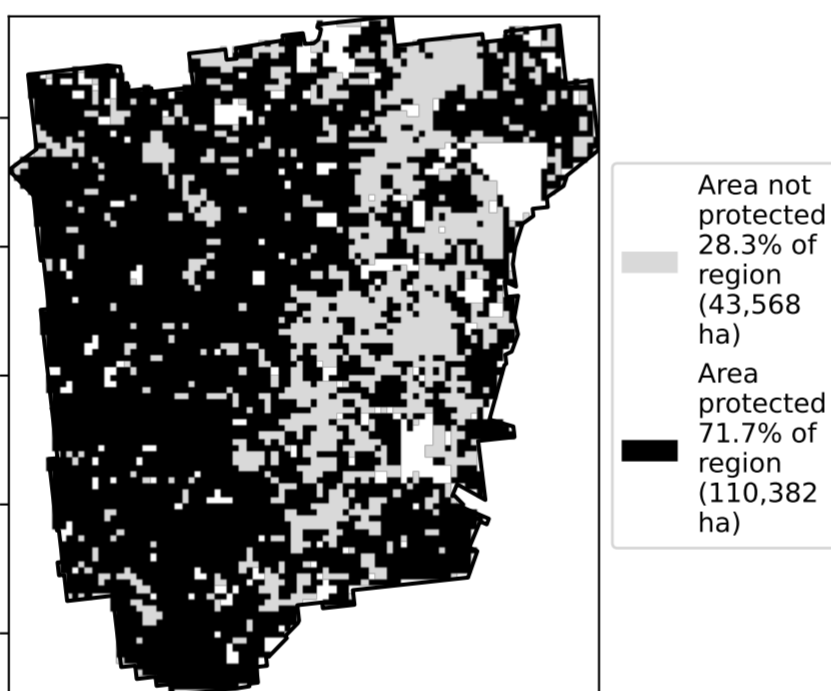 Area not
protected
28.3% of
region
(43,568
ha)
Area
protected
71.7% of
region
(110,382
ha)